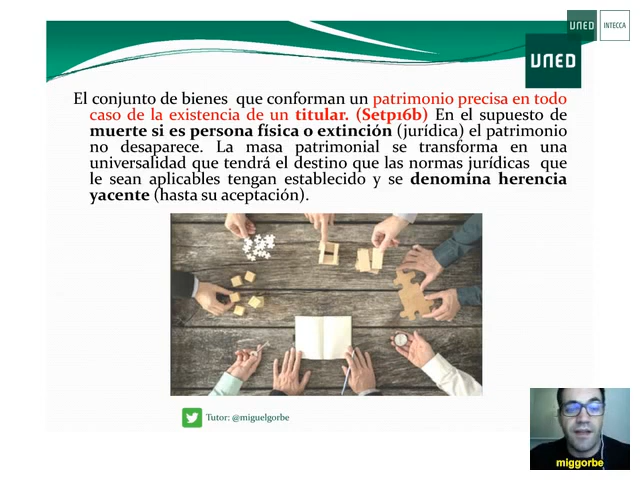 UNED
INTECCA
UNED
El conjunto de bienes que conforman un patrimonio precisa en todo
caso de la existencia de un titular. (Setp16b) En el supuesto de
muerte si es persona física o extinción (jurídica) el patrimonio
no desaparece. La masa patrimonial se transforma en una
universalidad que tendrá el destino que las normas jurídicas que
le sean aplicables tengan establecido y se denomina herencia
yacente (hasta su aceptación).
Tutor: @miguelgorbe
miggorbe